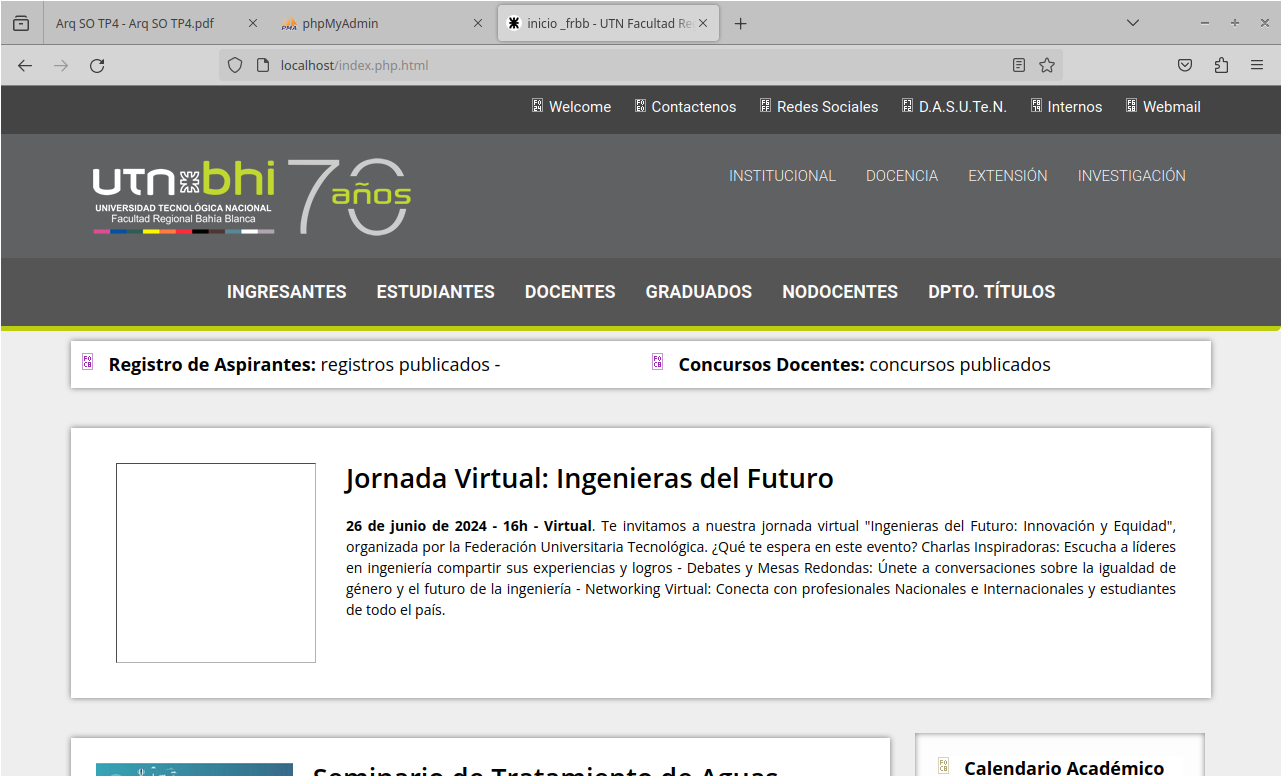 Arq SO TP4 - Arq SO TP4.pdf
phpMyAdmin
inicio _frbb - UTN Facultad Re
localhost/index.php.html
Welcome
Contactenos
Redes Sociales
D.A.S.U.Te.N.
Internos
Webmail
UTN bhi 70 años
UNIVERSIDAD TECNOLÓGICA NACIONAL
Facultad Regional Bahía Blanca
INSTITUCIONAL
DOCENCIA
EXTENSIÓN
INVESTIGACIÓN
INGRESANTES
ESTUDIANTES
DOCENTES
GRADUADOS
NODOCENTES
DPTO. TÍTULOS
Registro de Aspirantes: registros publicados -
Concursos Docentes: concursos publicados
Jornada Virtual: Ingenieras del Futuro
26 de junio de 2024 - 16h - Virtual. Te invitamos a nuestra jornada virtual "Ingenieras del Futuro: Innovación y Equidad",
organizada por la Federación Universitaria Tecnológica. ¿Qué te espera en este evento? Charlas Inspiradoras: Escucha a líderes
en ingeniería compartir sus experiencias y logros - Debates y Mesas Redondas: Únete a conversaciones sobre la igualdad de
género y el futuro de la ingeniería - Networking Virtual: Conecta con profesionales Nacionales e Internacionales y estudiantes
de todo el país.
Seminario de Tratamiento de Aguas
Calendario Académico